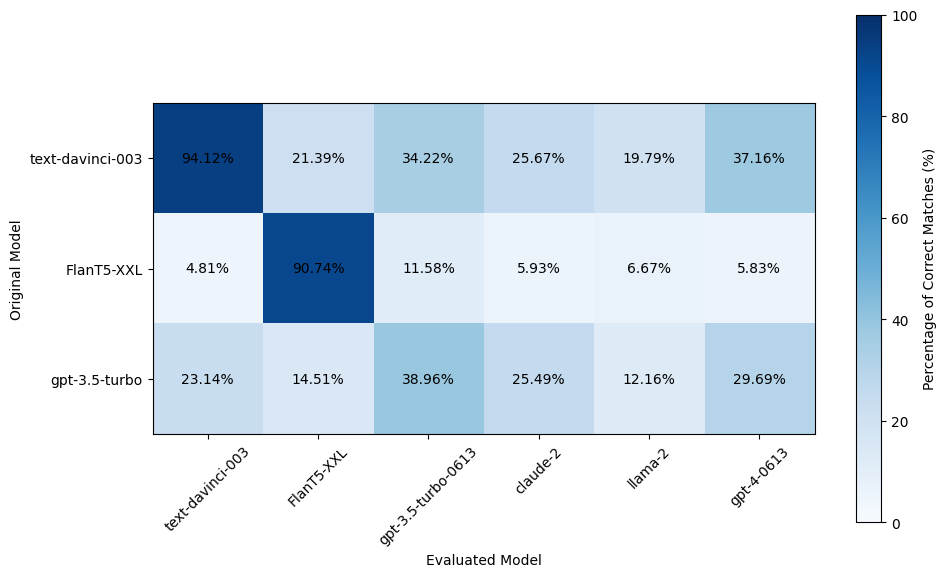 100
80
60
40
20
0
Percentage of Correct Matches (%)
Original Model
text-davinci-003 94.12% 21.39% 34.22% 25.67% 19.79% 37.16%
FlanT5-XXL 4.81% 90.74% 11.58% 5.93% 6.67% 5.83%
gpt-3.5-turbo 23.14% 14.51% 38.96% 25.49% 12.16% 29.69%
text-davinci-003 FlanT5-XXL gpt-3.5-turbo-0613 claude-2 llama-2 gpt-4-0613
Evaluated Model